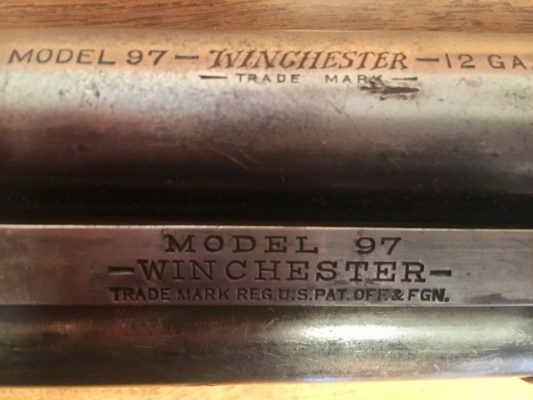 MODEL 97 — WINCHESTER — 12 GA.
— TRADE MARK —
MODEL 97
—WINCHESTER—
TRADE MARK REG.U.S.PAT.OFF.& FGN.